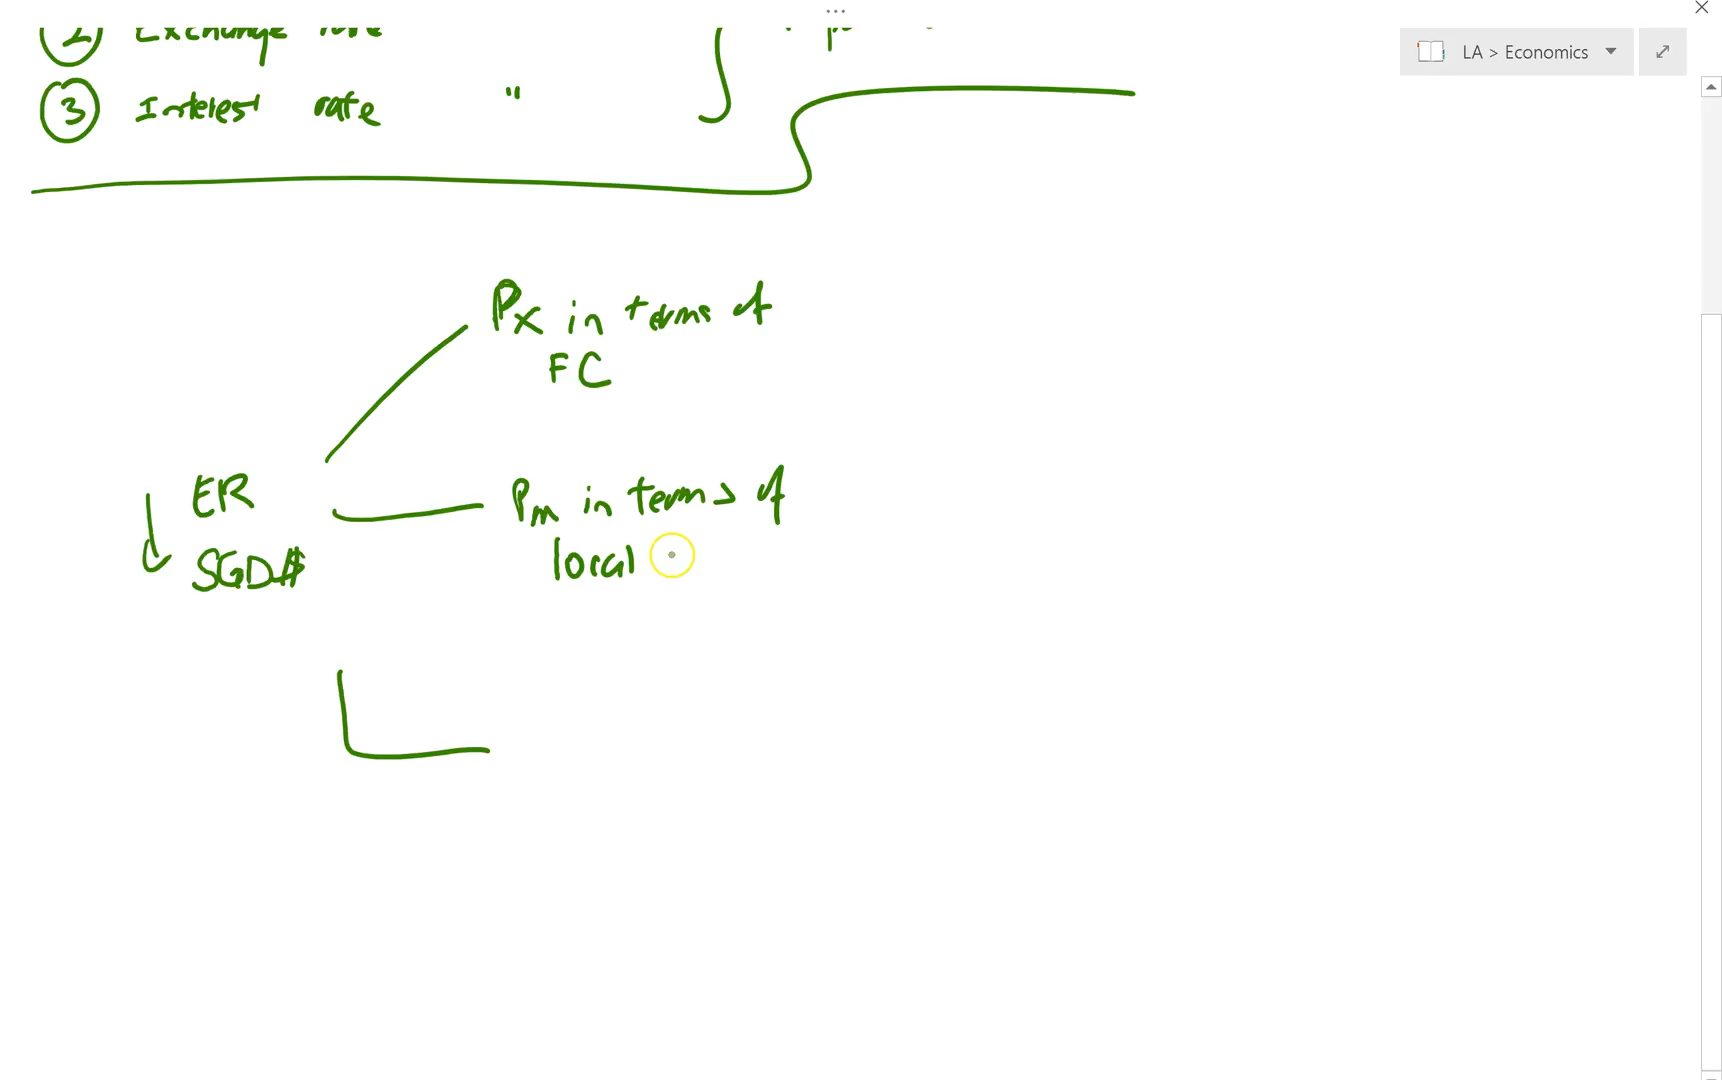 ② Exchange rate
LA > Economics
③ Interest rate "
Px in terms of
FC
ER
SGD$
Pm in terms of
local